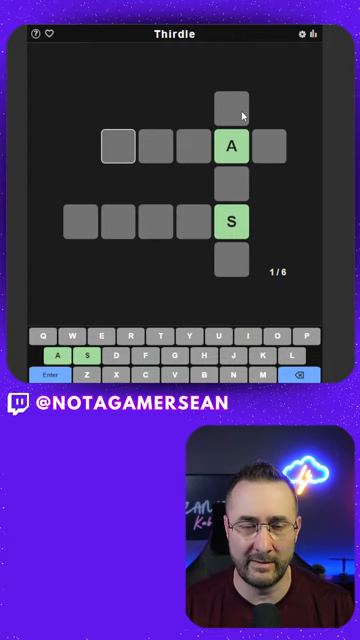 Thirdle
A
S
1 / 6
Q W E R T Y U I O P
A S D F G H J K L
Enter Z X C V B N M
@NOTAGAMERSEAN